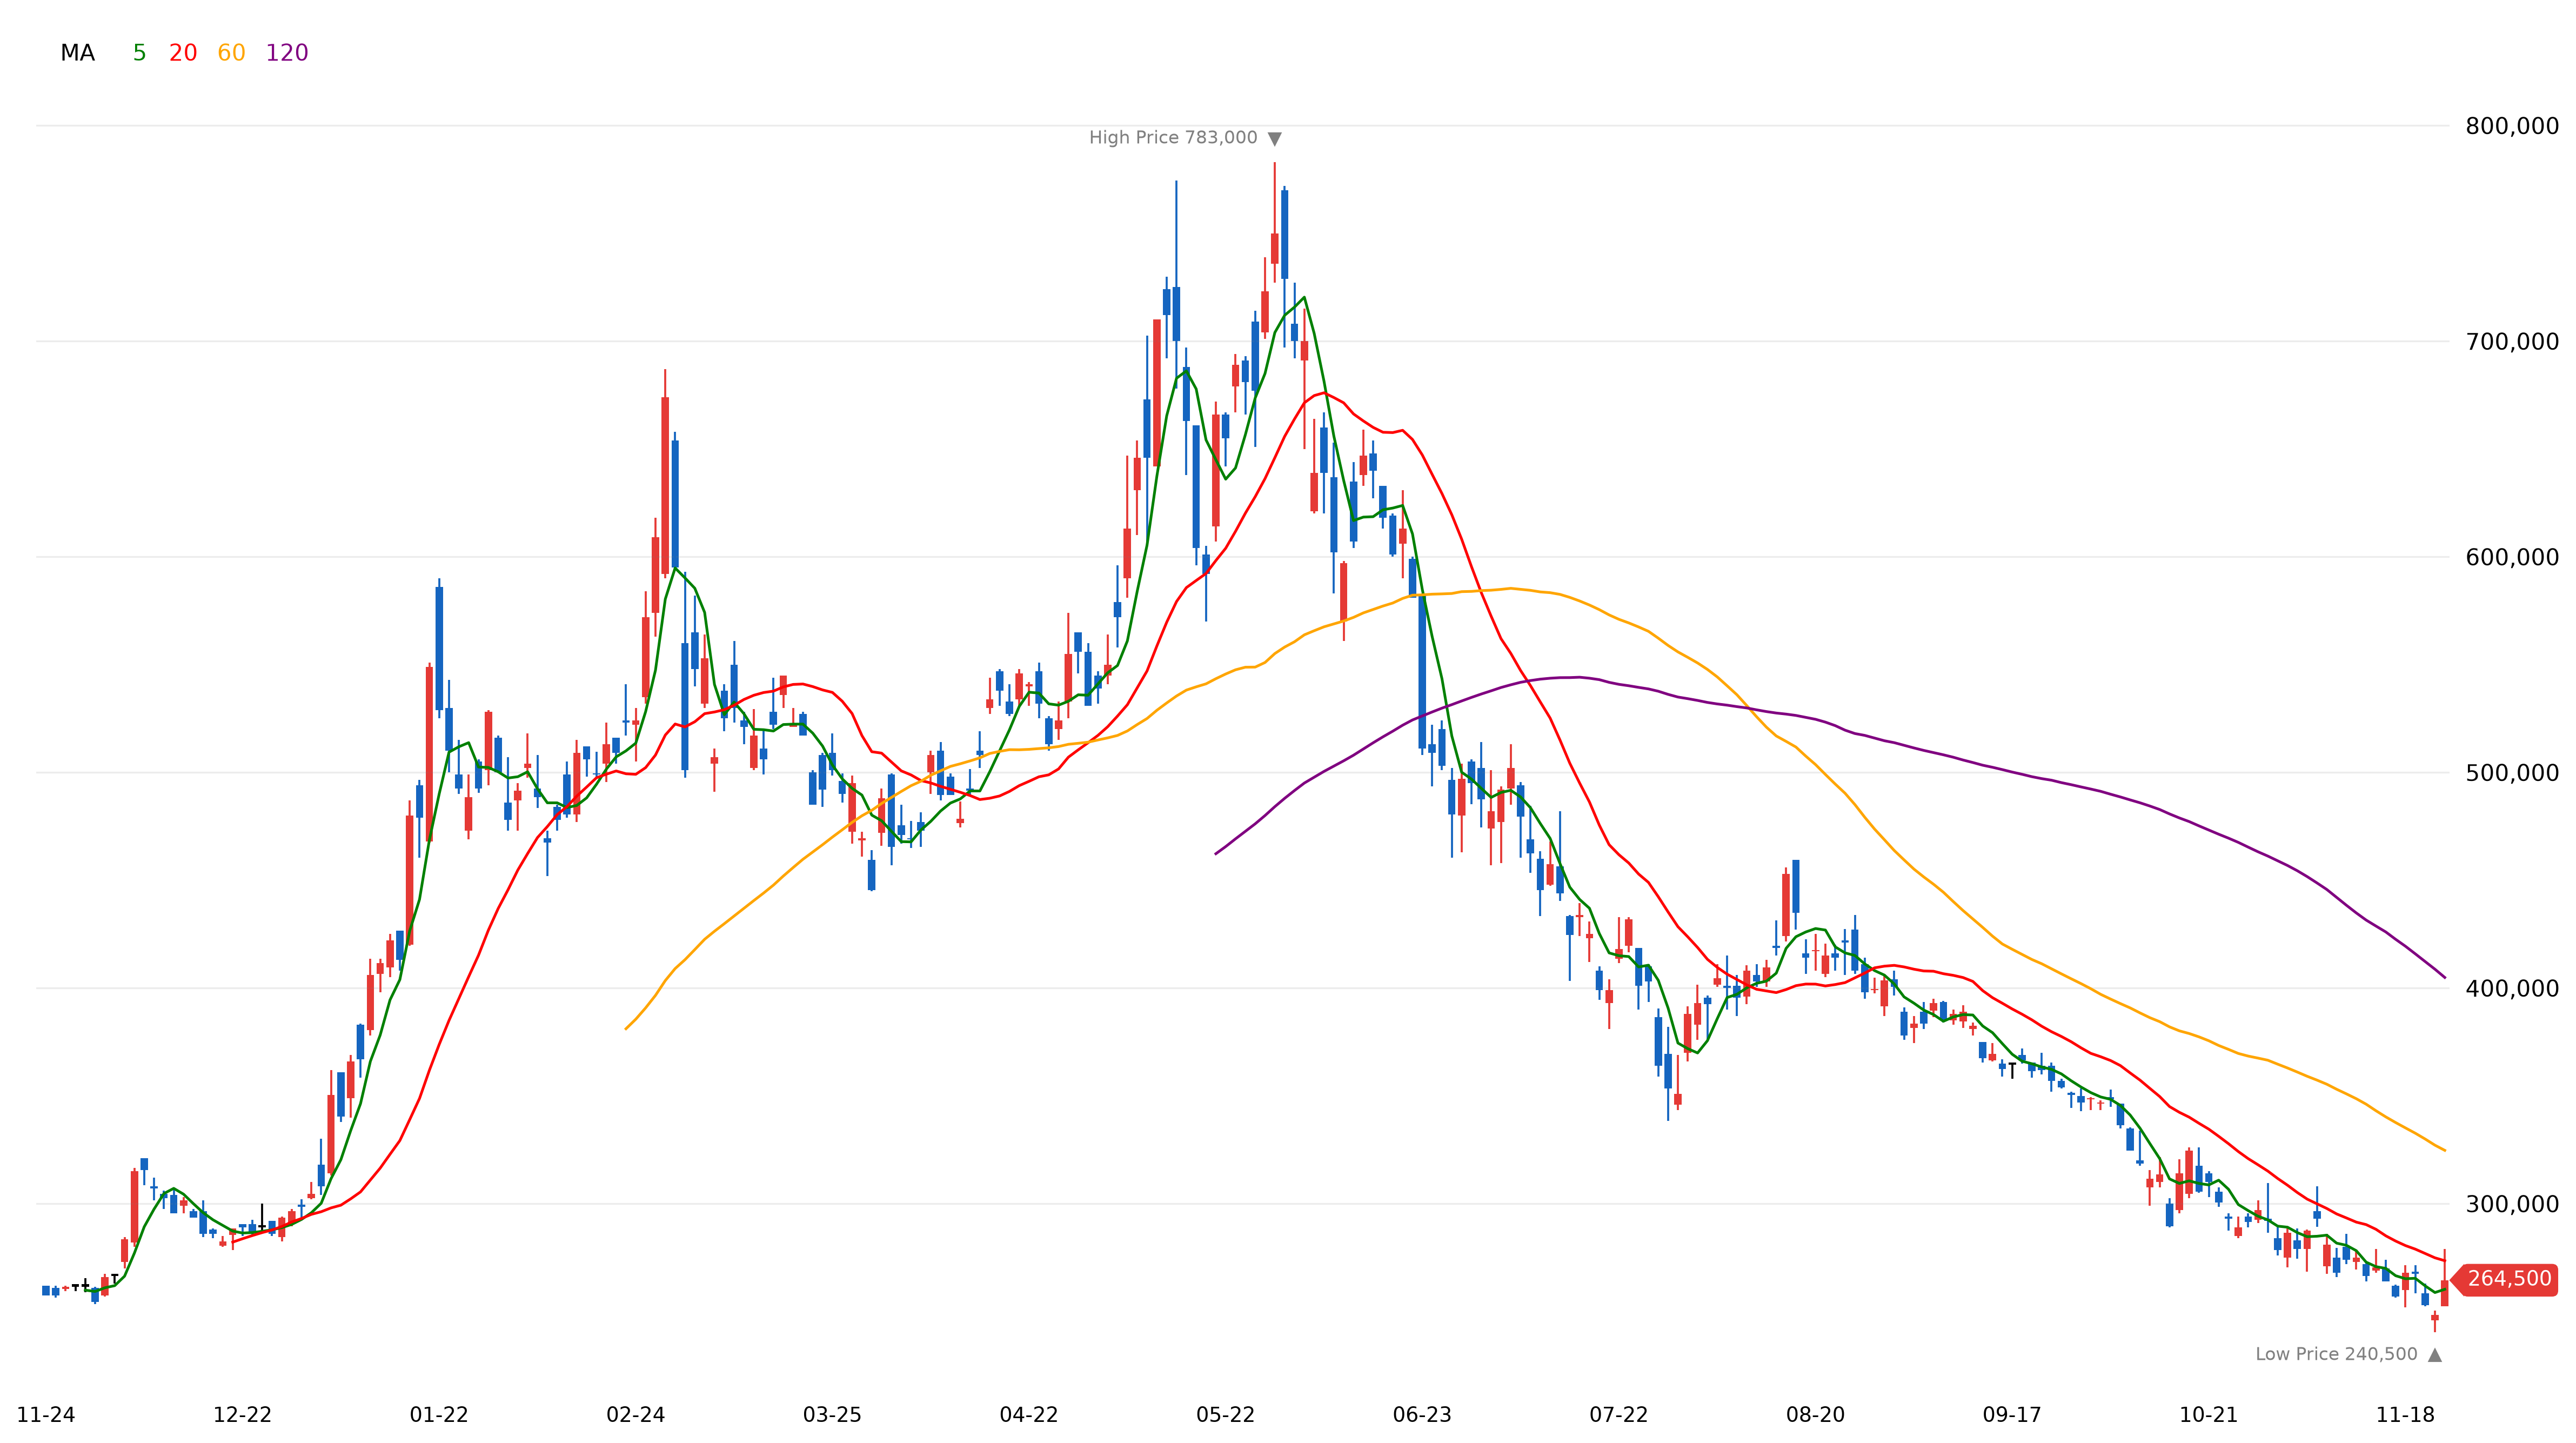 MA 5 20 60 120
800,000
High Price 783,000 ▼
700,000
600,000
500,000
400,000
300,000
264,500
Low Price 240,500 ▲
11-24 12-22 01-22 02-24 03-25 04-22 05-22 06-23 07-22 08-20 09-17 10-21 11-18